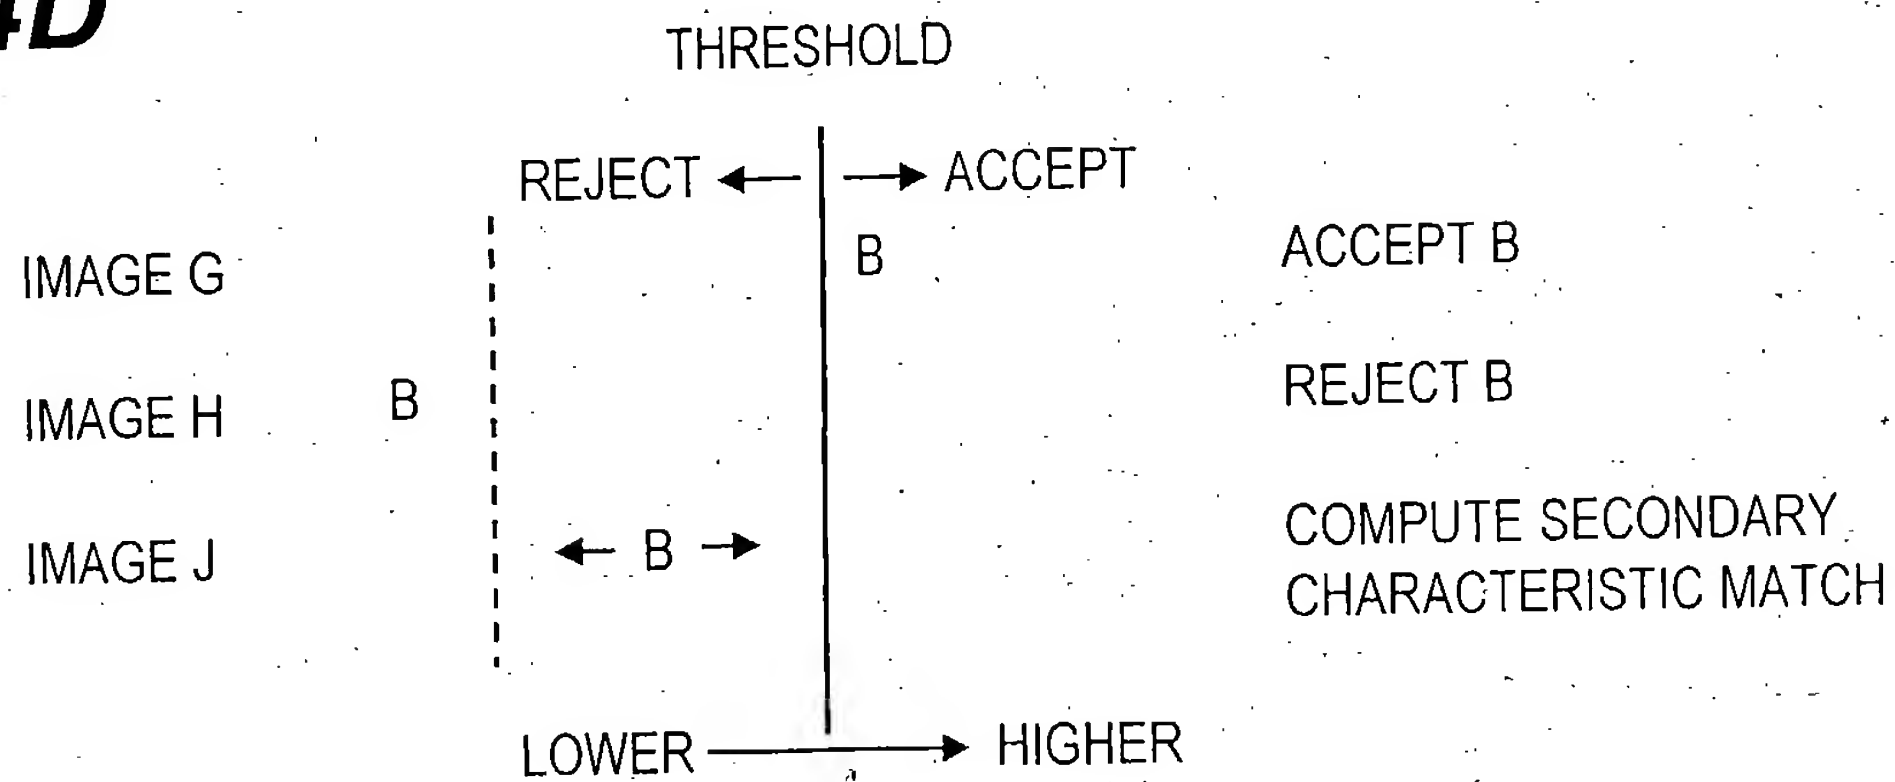 4D
THRESHOLD
REJECT ACCEPT
IMAGE G B ACCEPT B
IMAGE H B REJECT B
IMAGE J B COMPUTE SECONDARY
CHARACTERISTIC MATCH
LOWER HIGHER